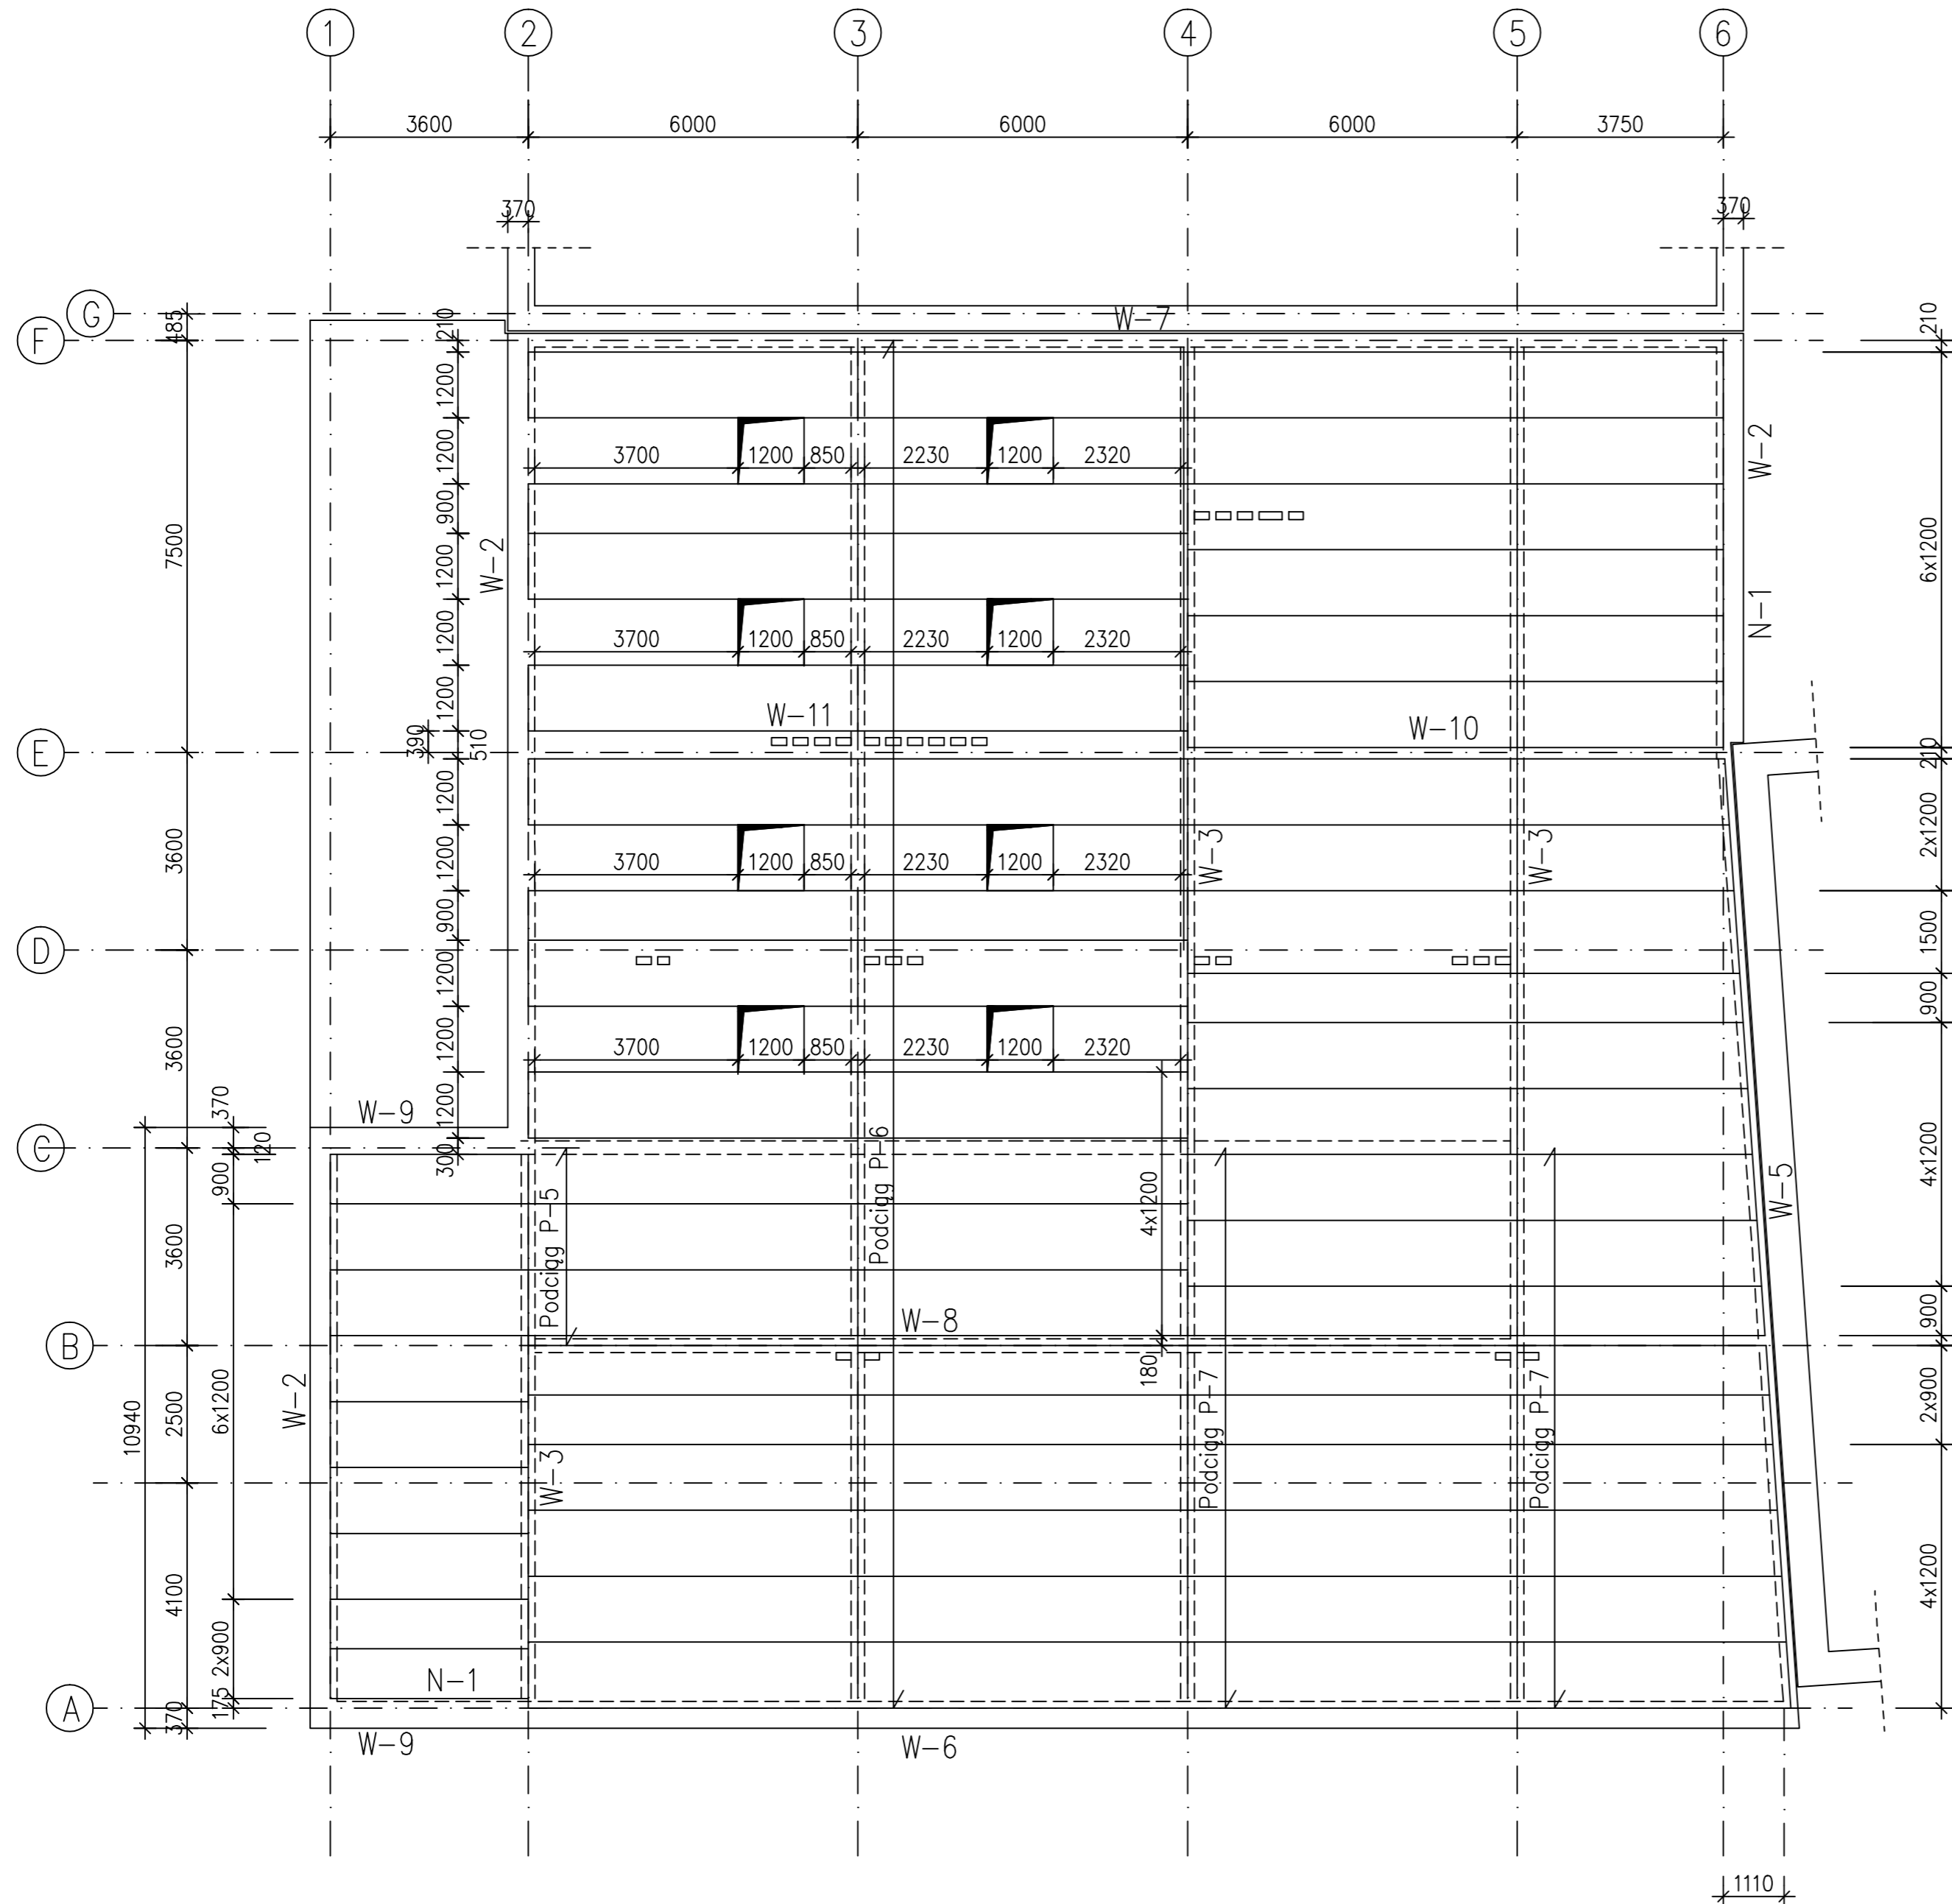 1 2 3 4 5 6
3600 6000 6000 6000 3750
370 370
G
W-7
485 210 210
F
1200
1200
3700 1200 850 2230 1200 2320
W-2
900
7500
W-2
1200
6x1200
N-1
1200
3700 1200 850 2230 1200 2320
1200
W-11
W-10
390
510
E
210
1200
2x1200
3600
W-3
W-3
1200
3700 1200 850 2230 1200 2320
900
1500
D
1200
900
3600
1200
3700 1200 850 2230 1200 2320
370
1200
W-9
C
120
300
Podciąg P-6
900
Podciąg P-5
4x1200
4x1200
W-5
3600
W-8
900
B
180
W-2
Podciąg P-7
Podciąg P-7
10940
2500
6x1200
2x900
W-3
4100
4x1200
2x900
N-1
175
A
370
W-9
W-6
1110